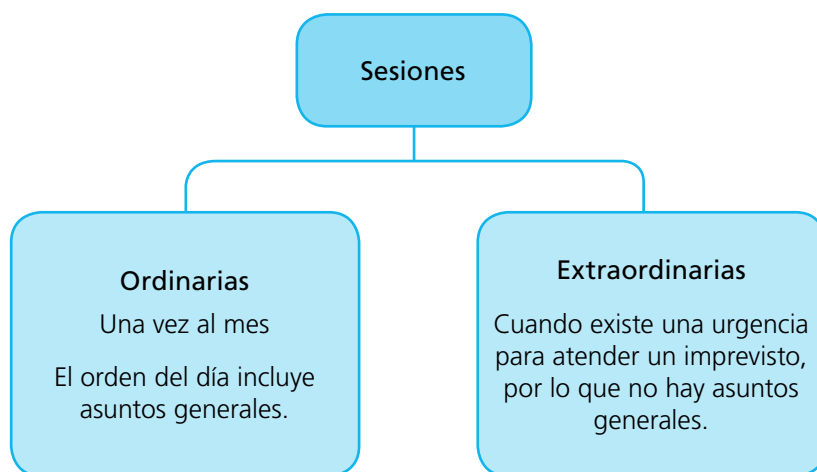 Sesiones
Ordinarias
Una vez al mes
El orden del día incluye
asuntos generales.
Extraordinarias
Cuando existe una urgencia
para atender un imprevisto,
por lo que no hay asuntos
generales.